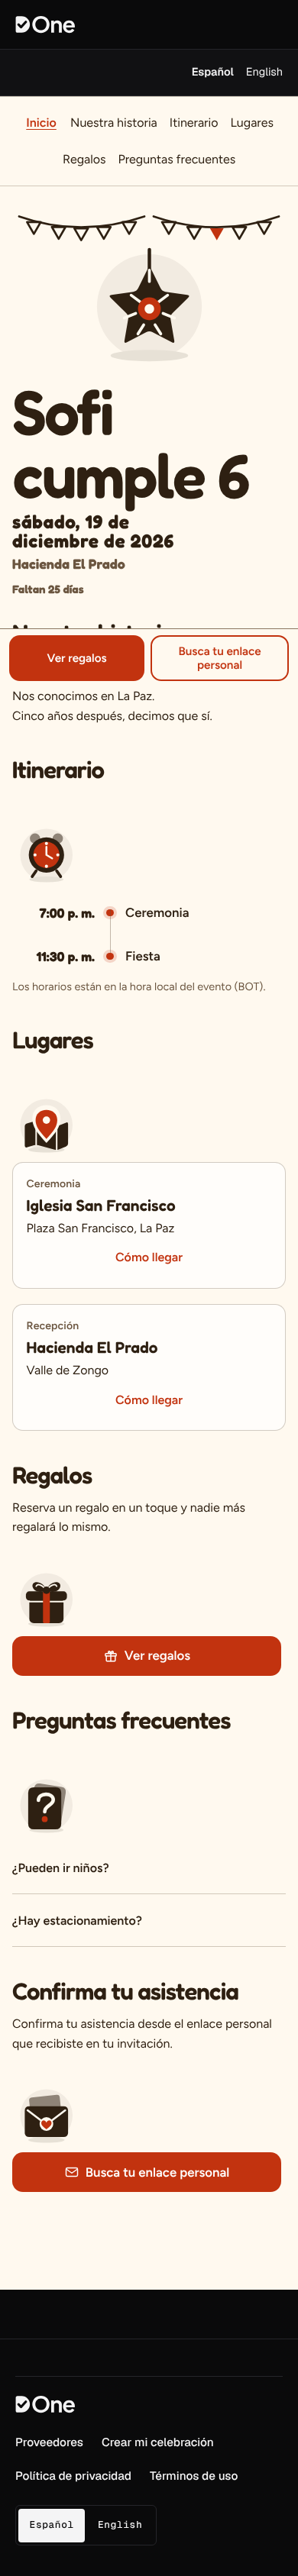 One
Español English
Inicio Nuestra historia Itinerario Lugares
Regalos Preguntas frecuentes
Sofi
cumple 6
sábado, 19 de
diciembre de 2026
Hacienda El Prado
Faltan 25 días
Ver regalos
Busca tu enlace
personal
Nos conocimos en La Paz.
Cinco años después, decimos que sí.
Itinerario
7:00 p. m. Ceremonia
11:30 p. m. Fiesta
Los horarios están en la hora local del evento (BOT).
Lugares
Ceremonia
Iglesia San Francisco
Plaza San Francisco, La Paz
Cómo llegar
Recepción
Hacienda El Prado
Valle de Zongo
Cómo llegar
Regalos
Reserva un regalo en un toque y nadie más
regalará lo mismo.
Ver regalos
Preguntas frecuentes
¿Pueden ir niños?
¿Hay estacionamiento?
Confirma tu asistencia
Confirma tu asistencia desde el enlace personal
que recibiste en tu invitación.
Busca tu enlace personal
One
Proveedores Crear mi celebración
Política de privacidad Términos de uso
Español English